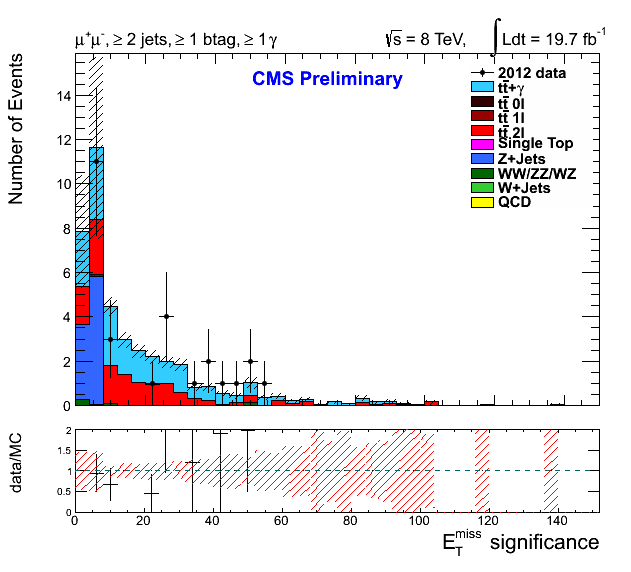 μ⁺μ⁻, ≥ 2 jets, ≥ 1 btag, ≥ 1 γ
√s = 8 TeV, ∫ Ldt = 19.7 fb⁻¹
CMS Preliminary
2012 data
tt̄+γ
tt̄ 0l
tt̄ 1l
tt̄ 2l
Single Top
Z+Jets
WW/ZZ/WZ
W+Jets
QCD
Number of Events
14
12
10
8
6
4
2
0
data/MC
2
1.5
1
0.5
0
0 20 40 60 80 100 120 140
E_T^miss significance